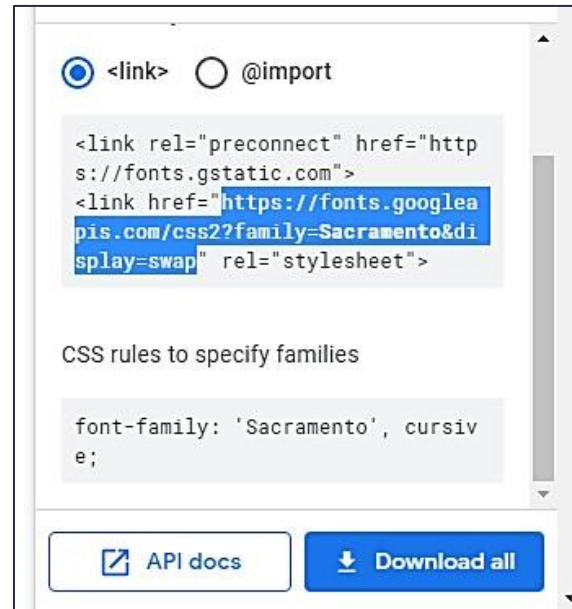 <link> @import
<link rel="preconnect" href="http
s://fonts.gstatic.com">
<link href="https://fonts.googlea
pis.com/css2?family=Sacramento&di
splay=swap" rel="stylesheet">
CSS rules to specify families
font-family: 'Sacramento', cursiv
e;
API docs Download all